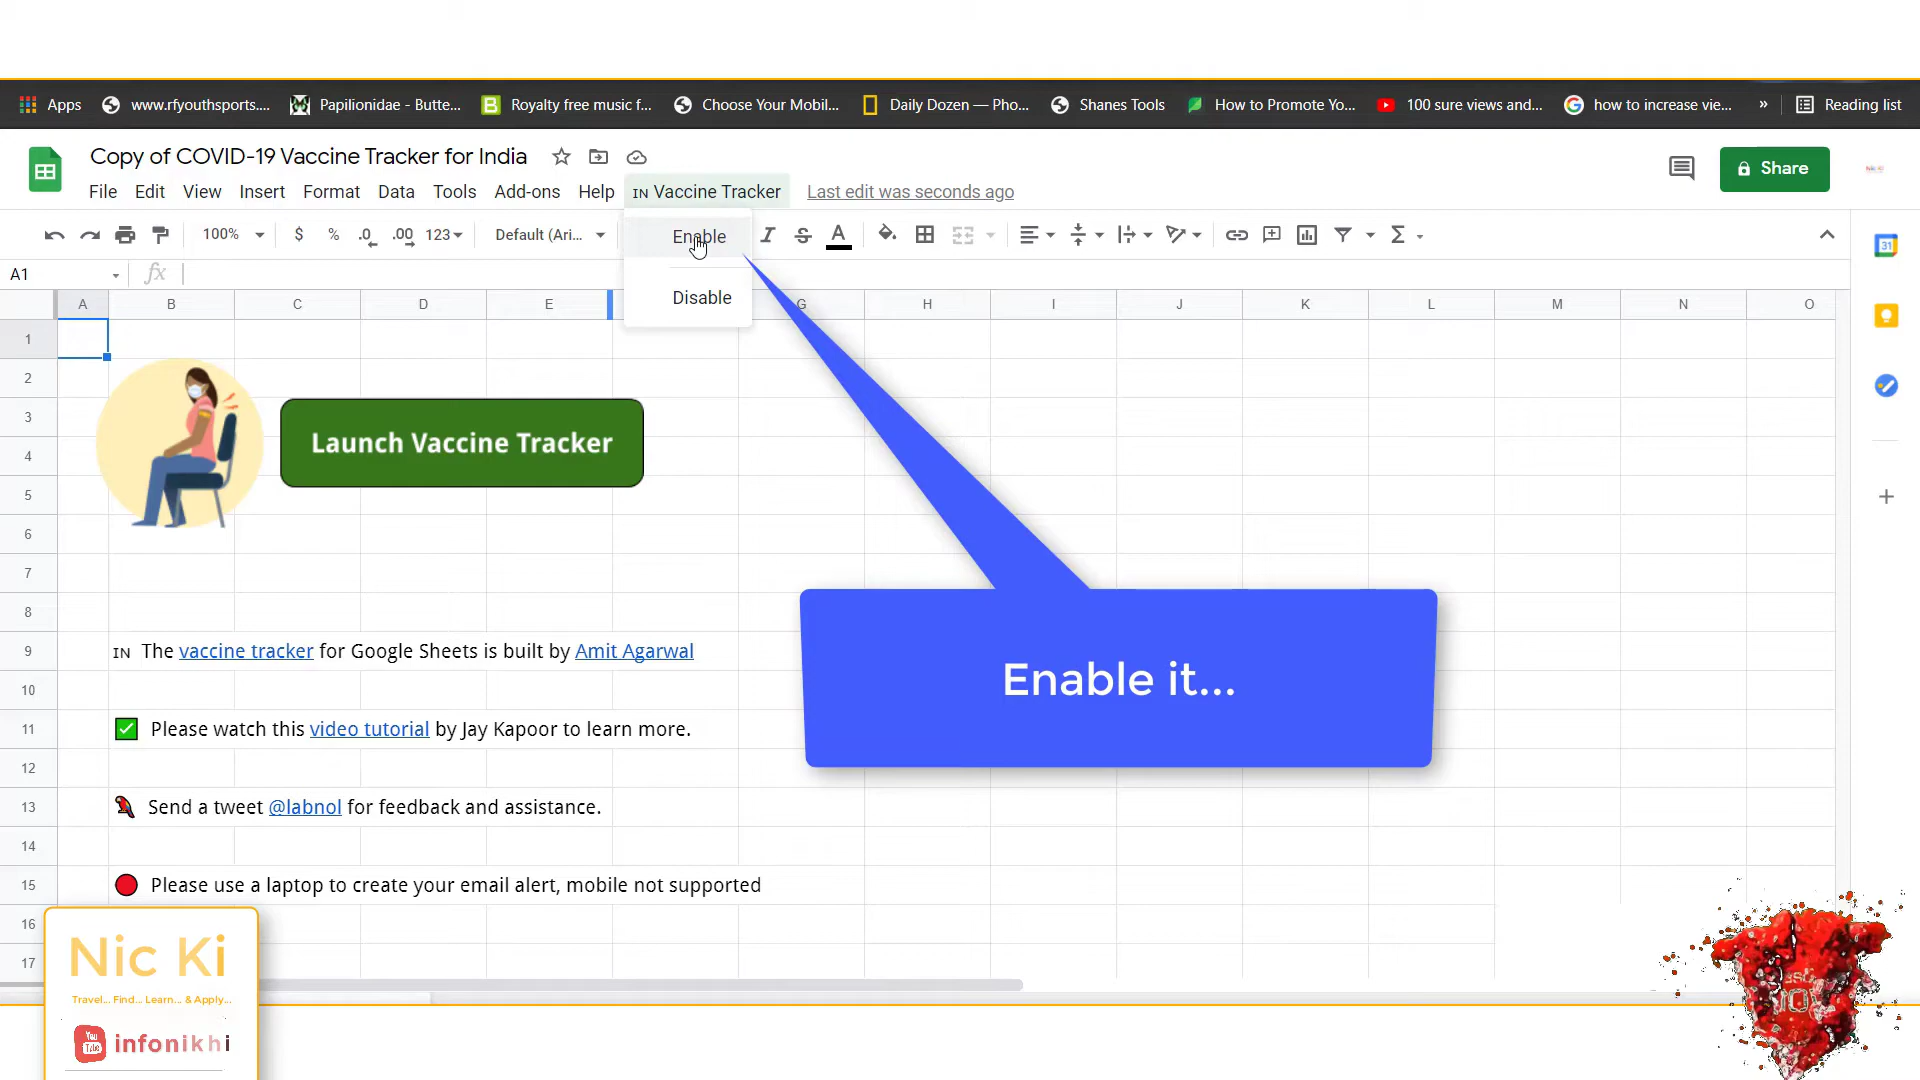 Apps www.rfyouthsports.... Papilionidae - Butte... Royalty free music f... Choose Your Mobil... Daily Dozen — Pho... Shanes Tools How to Promote Yo... 100 sure views and... how to increase vie... » Reading list
Copy of COVID-19 Vaccine Tracker for India
Share
File Edit View Insert Format Data Tools Add-ons Help IN Vaccine Tracker Last edit was seconds ago
100% $ % .0 .00 123 Default (Ari... Enable
A1 fx
Disable
A B C D E G H I J K L M N O
1
2
3
Launch Vaccine Tracker
4
5
6
7
8
Enable it...
9 IN The vaccine tracker for Google Sheets is built by Amit Agarwal
10
11 Please watch this video tutorial by Jay Kapoor to learn more.
12
13 Send a tweet @labnol for feedback and assistance.
14
15 Please use a laptop to create your email alert, mobile not supported
16
17
Nic Ki
Travel... Find... Learn... & Apply...
You Tube infonikhi